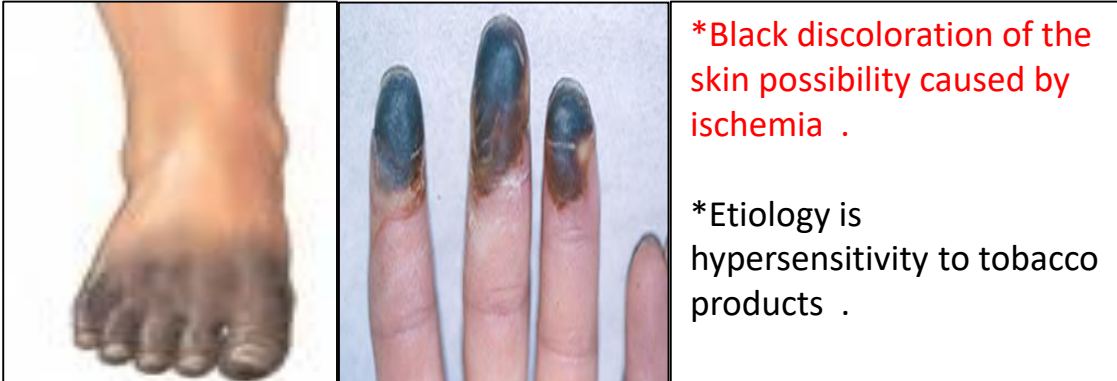 *Black discoloration of the
skin possibility caused by
ischemia  .
*Etiology is
hypersensitivity to tobacco
products  .